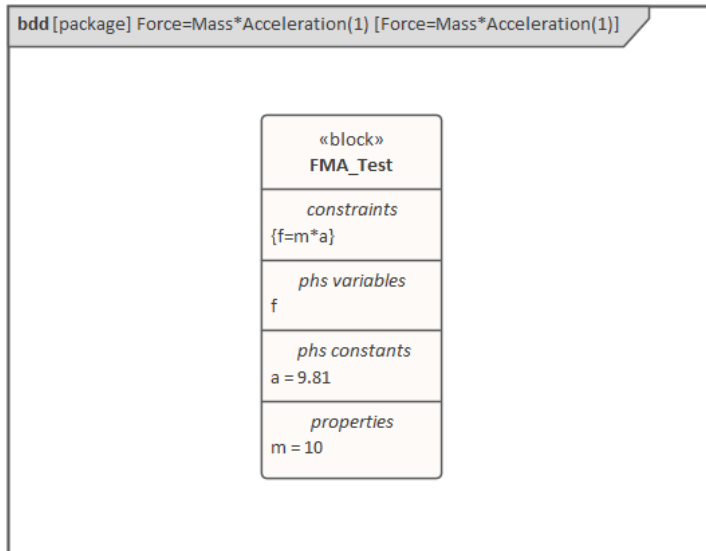 bdd [package] Force=Mass*Acceleration(1) [Force=Mass*Acceleration(1)]
«block»
FMA_Test
constraints
{f=m*a}
phs variables
f
phs constants
a = 9.81
properties
m = 10